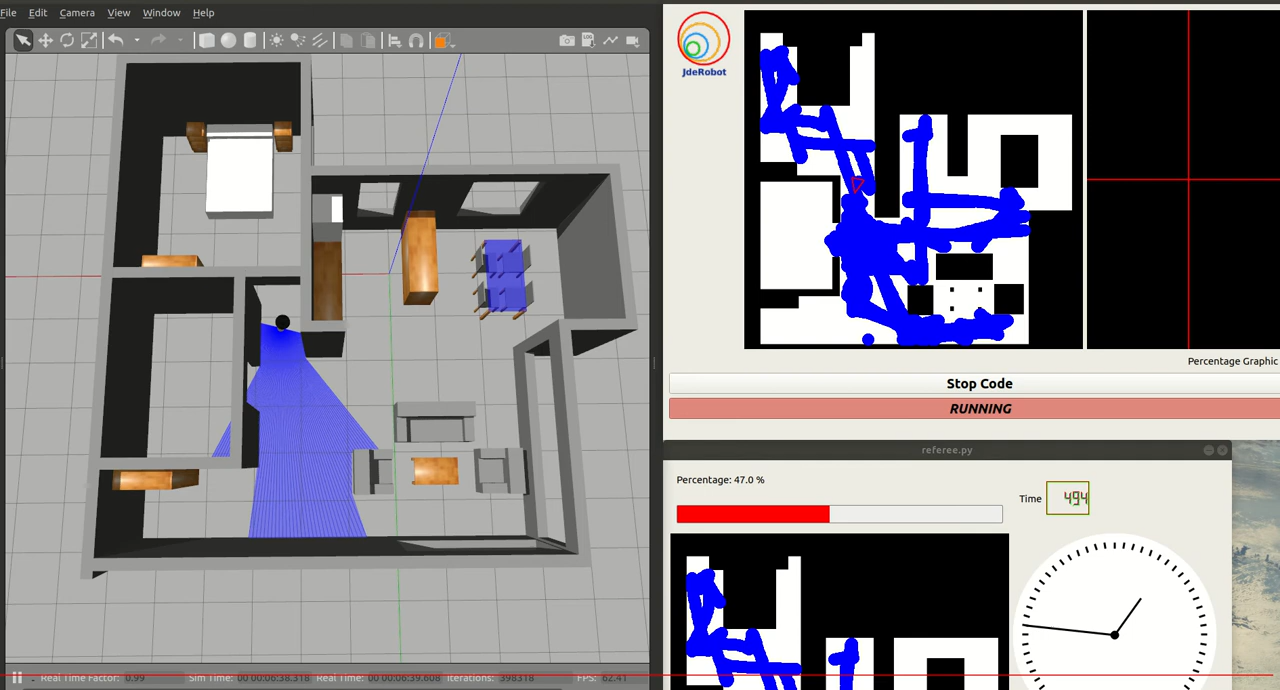 File Edit Camera View Window Help
LOG
JdeRobot
Percentage Graphic
Stop Code
RUNNING
referee.py
Percentage: 47.0 %
Time 494
Real Time Factor: 0.99 Sim Time: 00 00:06:38.318 Real Time: 00 00:06:39.608 Iterations: 398318 FPS: 62.41